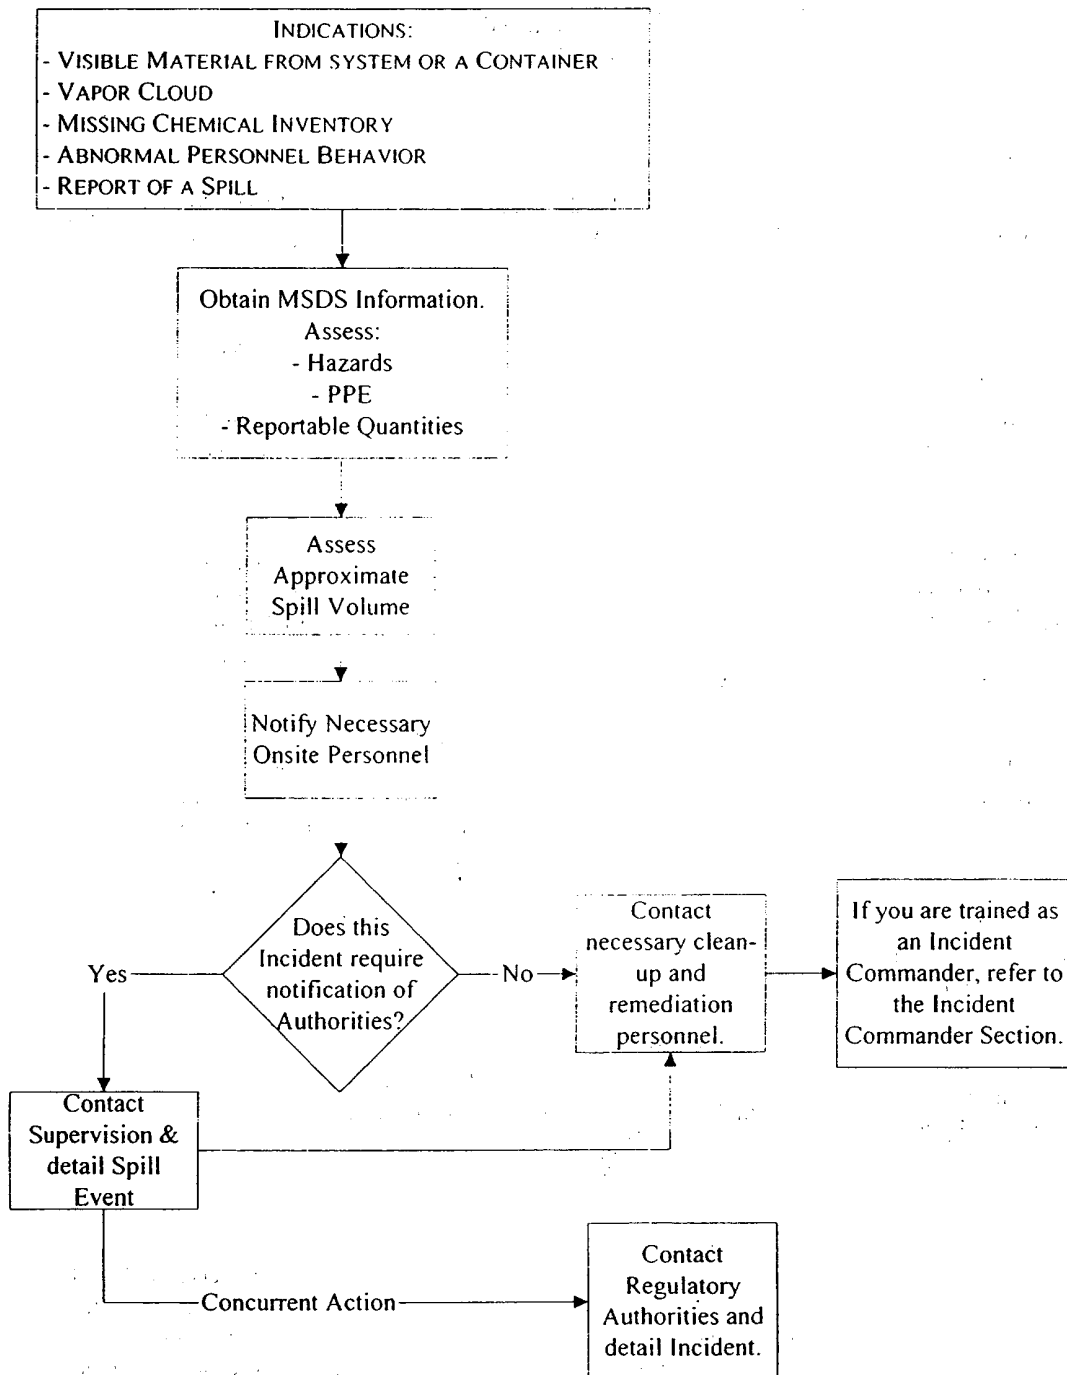 INDICATIONS:
- VISIBLE MATERIAL FROM SYSTEM OR A CONTAINER
- VAPOR CLOUD
- MISSING CHEMICAL INVENTORY
- ABNORMAL PERSONNEL BEHAVIOR
- REPORT OF A SPILL
Obtain MSDS Information.
Assess:
- Hazards
- PPE
- Reportable Quantities
Assess
Approximate
Spill Volume
Notify Necessary
Onsite Personnel
Does this
Incident require
notification of
Authorities?
Yes
No
Contact
necessary clean-
up and
remediation
personnel.
If you are trained as
an Incident
Commander, refer to
the Incident
Commander Section.
Contact
Supervision &
detail Spill
Event
Concurrent Action
Contact
Regulatory
Authorities and
detail Incident.